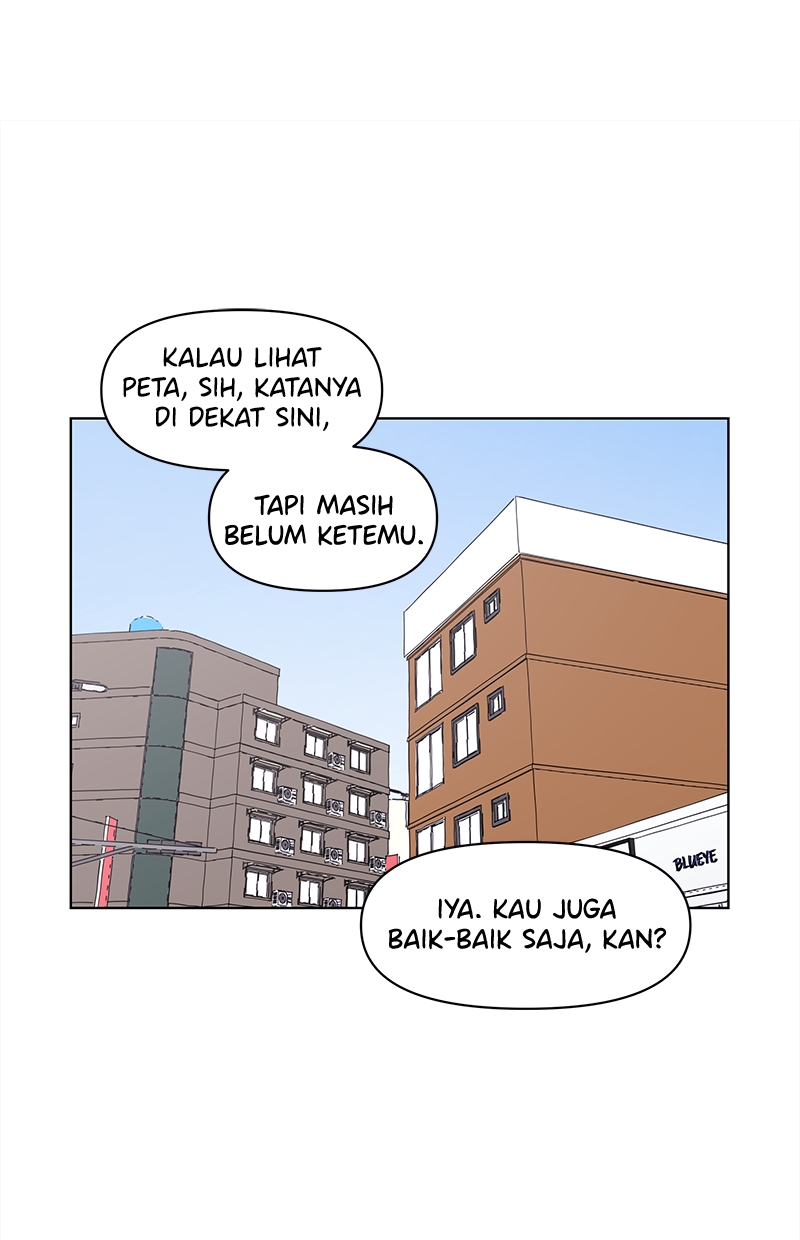 KALAU LIHAT
PETA, SIH, KATANYA
DI DEKAT SINI,
TAPI MASIH
BELUM KETEMU.
BLUEYE
IYA. KAU JUGA
BAIK-BAIK SAJA, KAN?